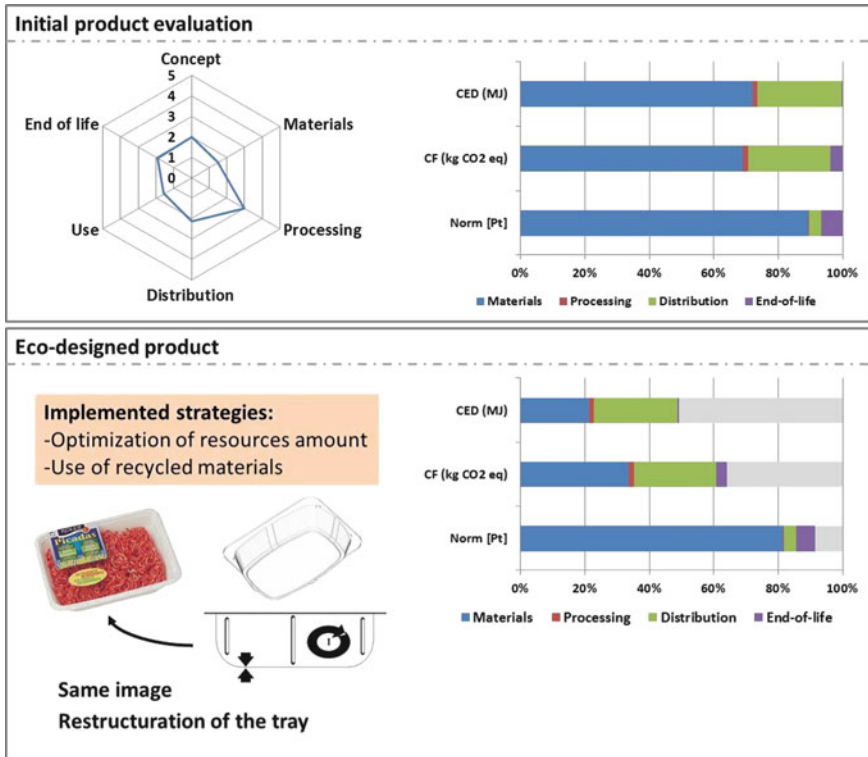 Initial product evaluation
Concept
5
4
3
2
1
0
End of life
Materials
Use
Processing
Distribution
CED (MJ)
CF (kg CO2 eq)
Norm [Pt]
0% 20% 40% 60% 80% 100%
Materials Processing Distribution End-of-life
Eco-designed product
Implemented strategies:
-Optimization of resources amount
-Use of recycled materials
Picadas
Same image
Restructuration of the tray
CED (MJ)
CF (kg CO2 eq)
Norm [Pt]
0% 20% 40% 60% 80% 100%
Materials Processing Distribution End-of-life